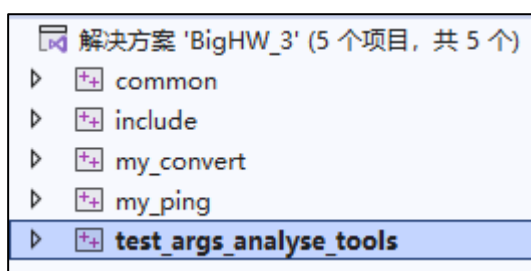 解决方案 'BigHW_3' (5 个项目，共 5 个)
common
include
my_convert
my_ping
test_args_analyse_tools